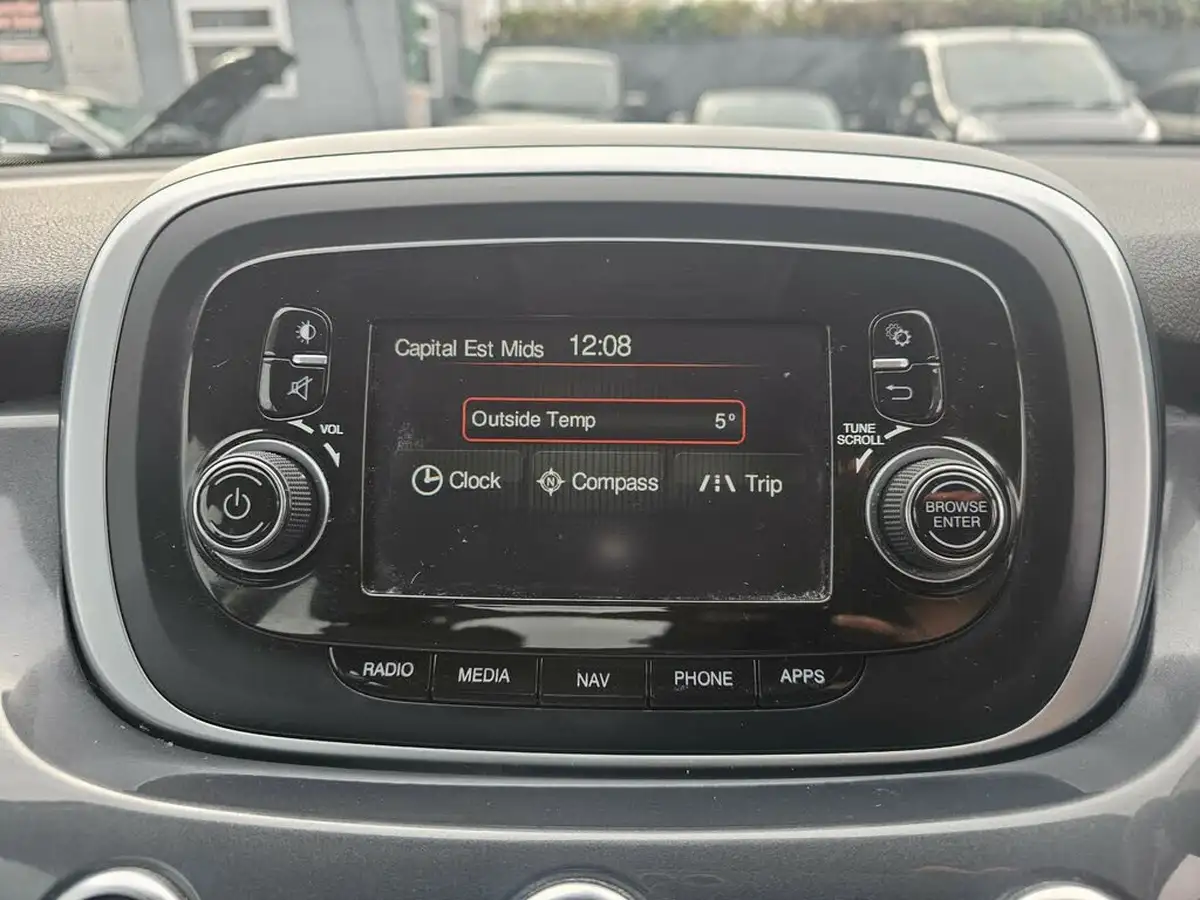 Capital Est Mids 12:08
Outside Temp 5°
Clock Compass Trip
VOL
TUNE
SCROLL
BROWSE
ENTER
RADIO MEDIA NAV PHONE APPS